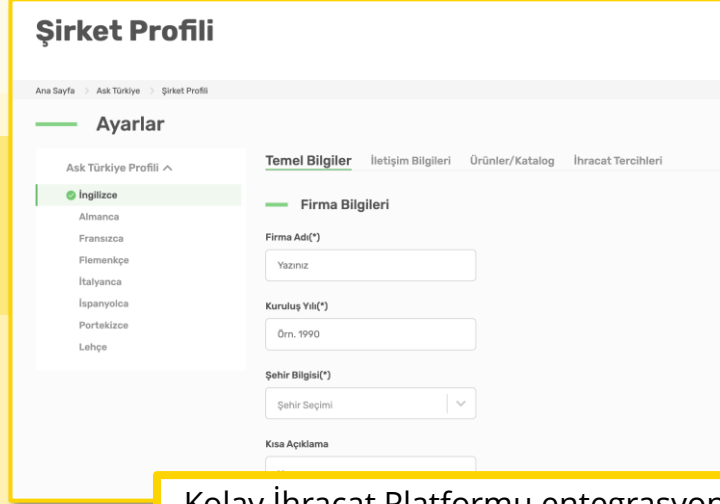 Şirket Profili
Ana Sayfa > Ask Türkiye > Şirket Profili
Ayarlar
Ask Türkiye Profili
İngilizce
Almanca
Fransızca
Flemenkçe
İtalyanca
İspanyolca
Portekizce
Lehçe
Temel Bilgiler İletişim Bilgileri Ürünler/Katalog İhracat Tercihleri
Firma Bilgileri
Firma Adı(*)
Yazınız
Kuruluş Yılı(*)
Örn. 1990
Şehir Bilgisi(*)
Şehir Seçimi
Kısa Açıklama
Kolay İhracat Platformu entegrasyon